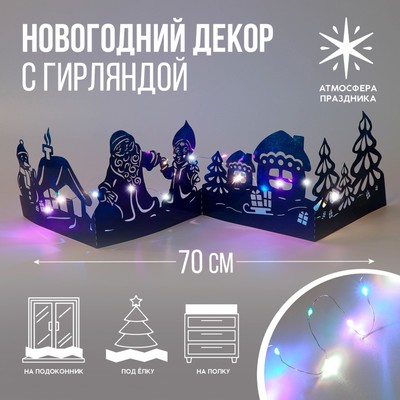 НОВОГОДНИЙ ДЕКОР
С ГИРЛЯНДОЙ
АТМОСФЕРА
ПРАЗДНИКА
70 СМ
НА ПОДОКОННИК
ПОД ЁЛКУ
НА ПОЛКУ